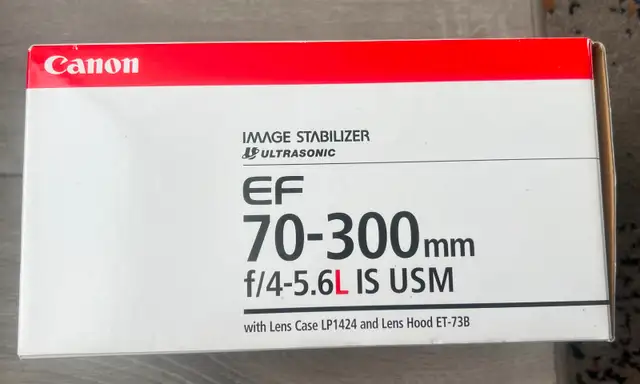 Canon
IMAGE STABILIZER
ULTRASONIC
EF
70-300mm
f/4-5.6L IS USM
with Lens Case LP1424 and Lens Hood ET-73B